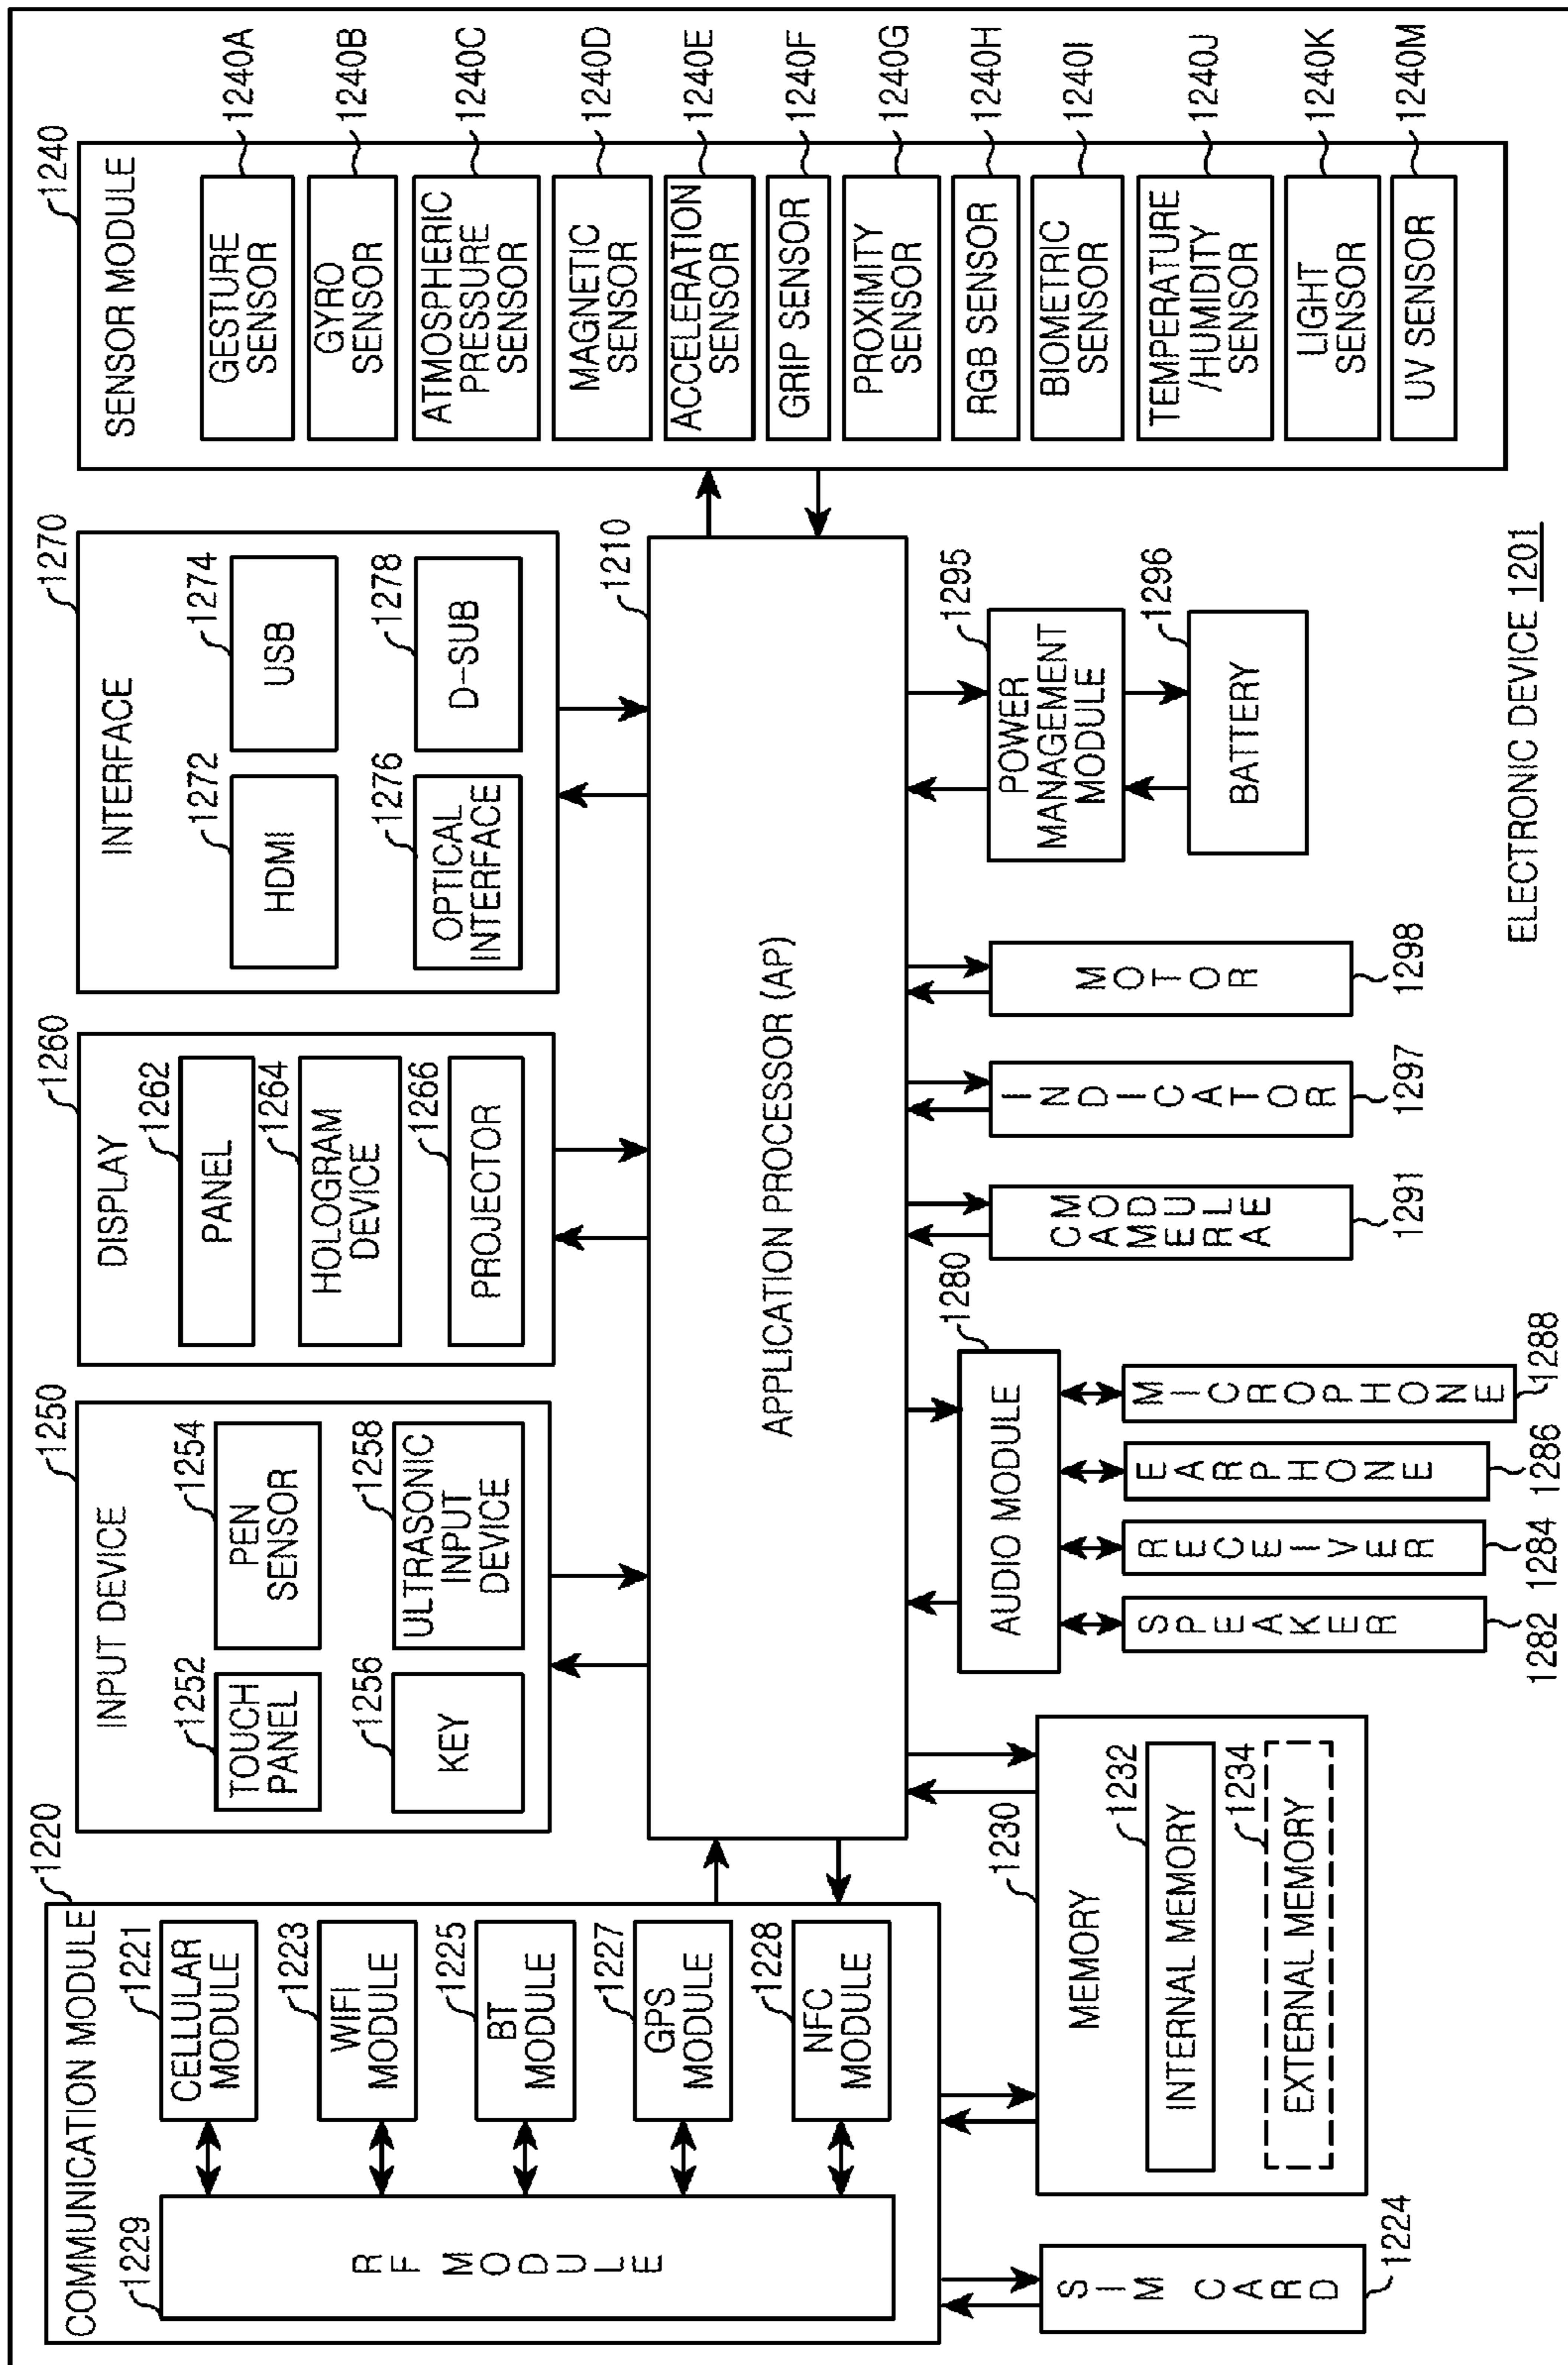 COMMUNICATION MODULE
1220
1229
RF MODULE
1221
CELLULAR
MODULE
1223
WIFI
MODULE
1225
BT
MODULE
1227
GPS
MODULE
1228
NFC
MODULE
SIM CARD
1224
1230
MEMORY
1232
INTERNAL MEMORY
1234
EXTERNAL MEMORY
INPUT DEVICE
1250
1252
TOUCH
PANEL
1254
PEN
SENSOR
1256
KEY
1258
ULTRASONIC
INPUT
DEVICE
DISPLAY
1260
1262
PANEL
1264
HOLOGRAM
DEVICE
1266
PROJECTOR
INTERFACE
1270
1272
HDMI
1274
USB
1276
OPTICAL
INTERFACE
1278
D-SUB
1210
APPLICATION PROCESSOR (AP)
1240
SENSOR MODULE
GESTURE
SENSOR
1240A
GYRO
SENSOR
1240B
ATMOSPHERIC
PRESSURE
SENSOR
1240C
MAGNETIC
SENSOR
1240D
ACCELERATION
SENSOR
1240E
GRIP SENSOR
1240F
PROXIMITY
SENSOR
1240G
RGB SENSOR
1240H
BIOMETRIC
SENSOR
1240I
TEMPERATURE
/HUMIDITY
SENSOR
1240J
LIGHT
SENSOR
1240K
UV SENSOR
1240M
1280
AUDIO MODULE
SPEAKER
1282
RECEIVER
1284
EARPHONE
1286
MICROPHONE
1288
CAMERA
MODULE
1291
INDICATOR
1297
MOTOR
1298
1295
POWER
MANAGEMENT
MODULE
1296
BATTERY
ELECTRONIC DEVICE 1201